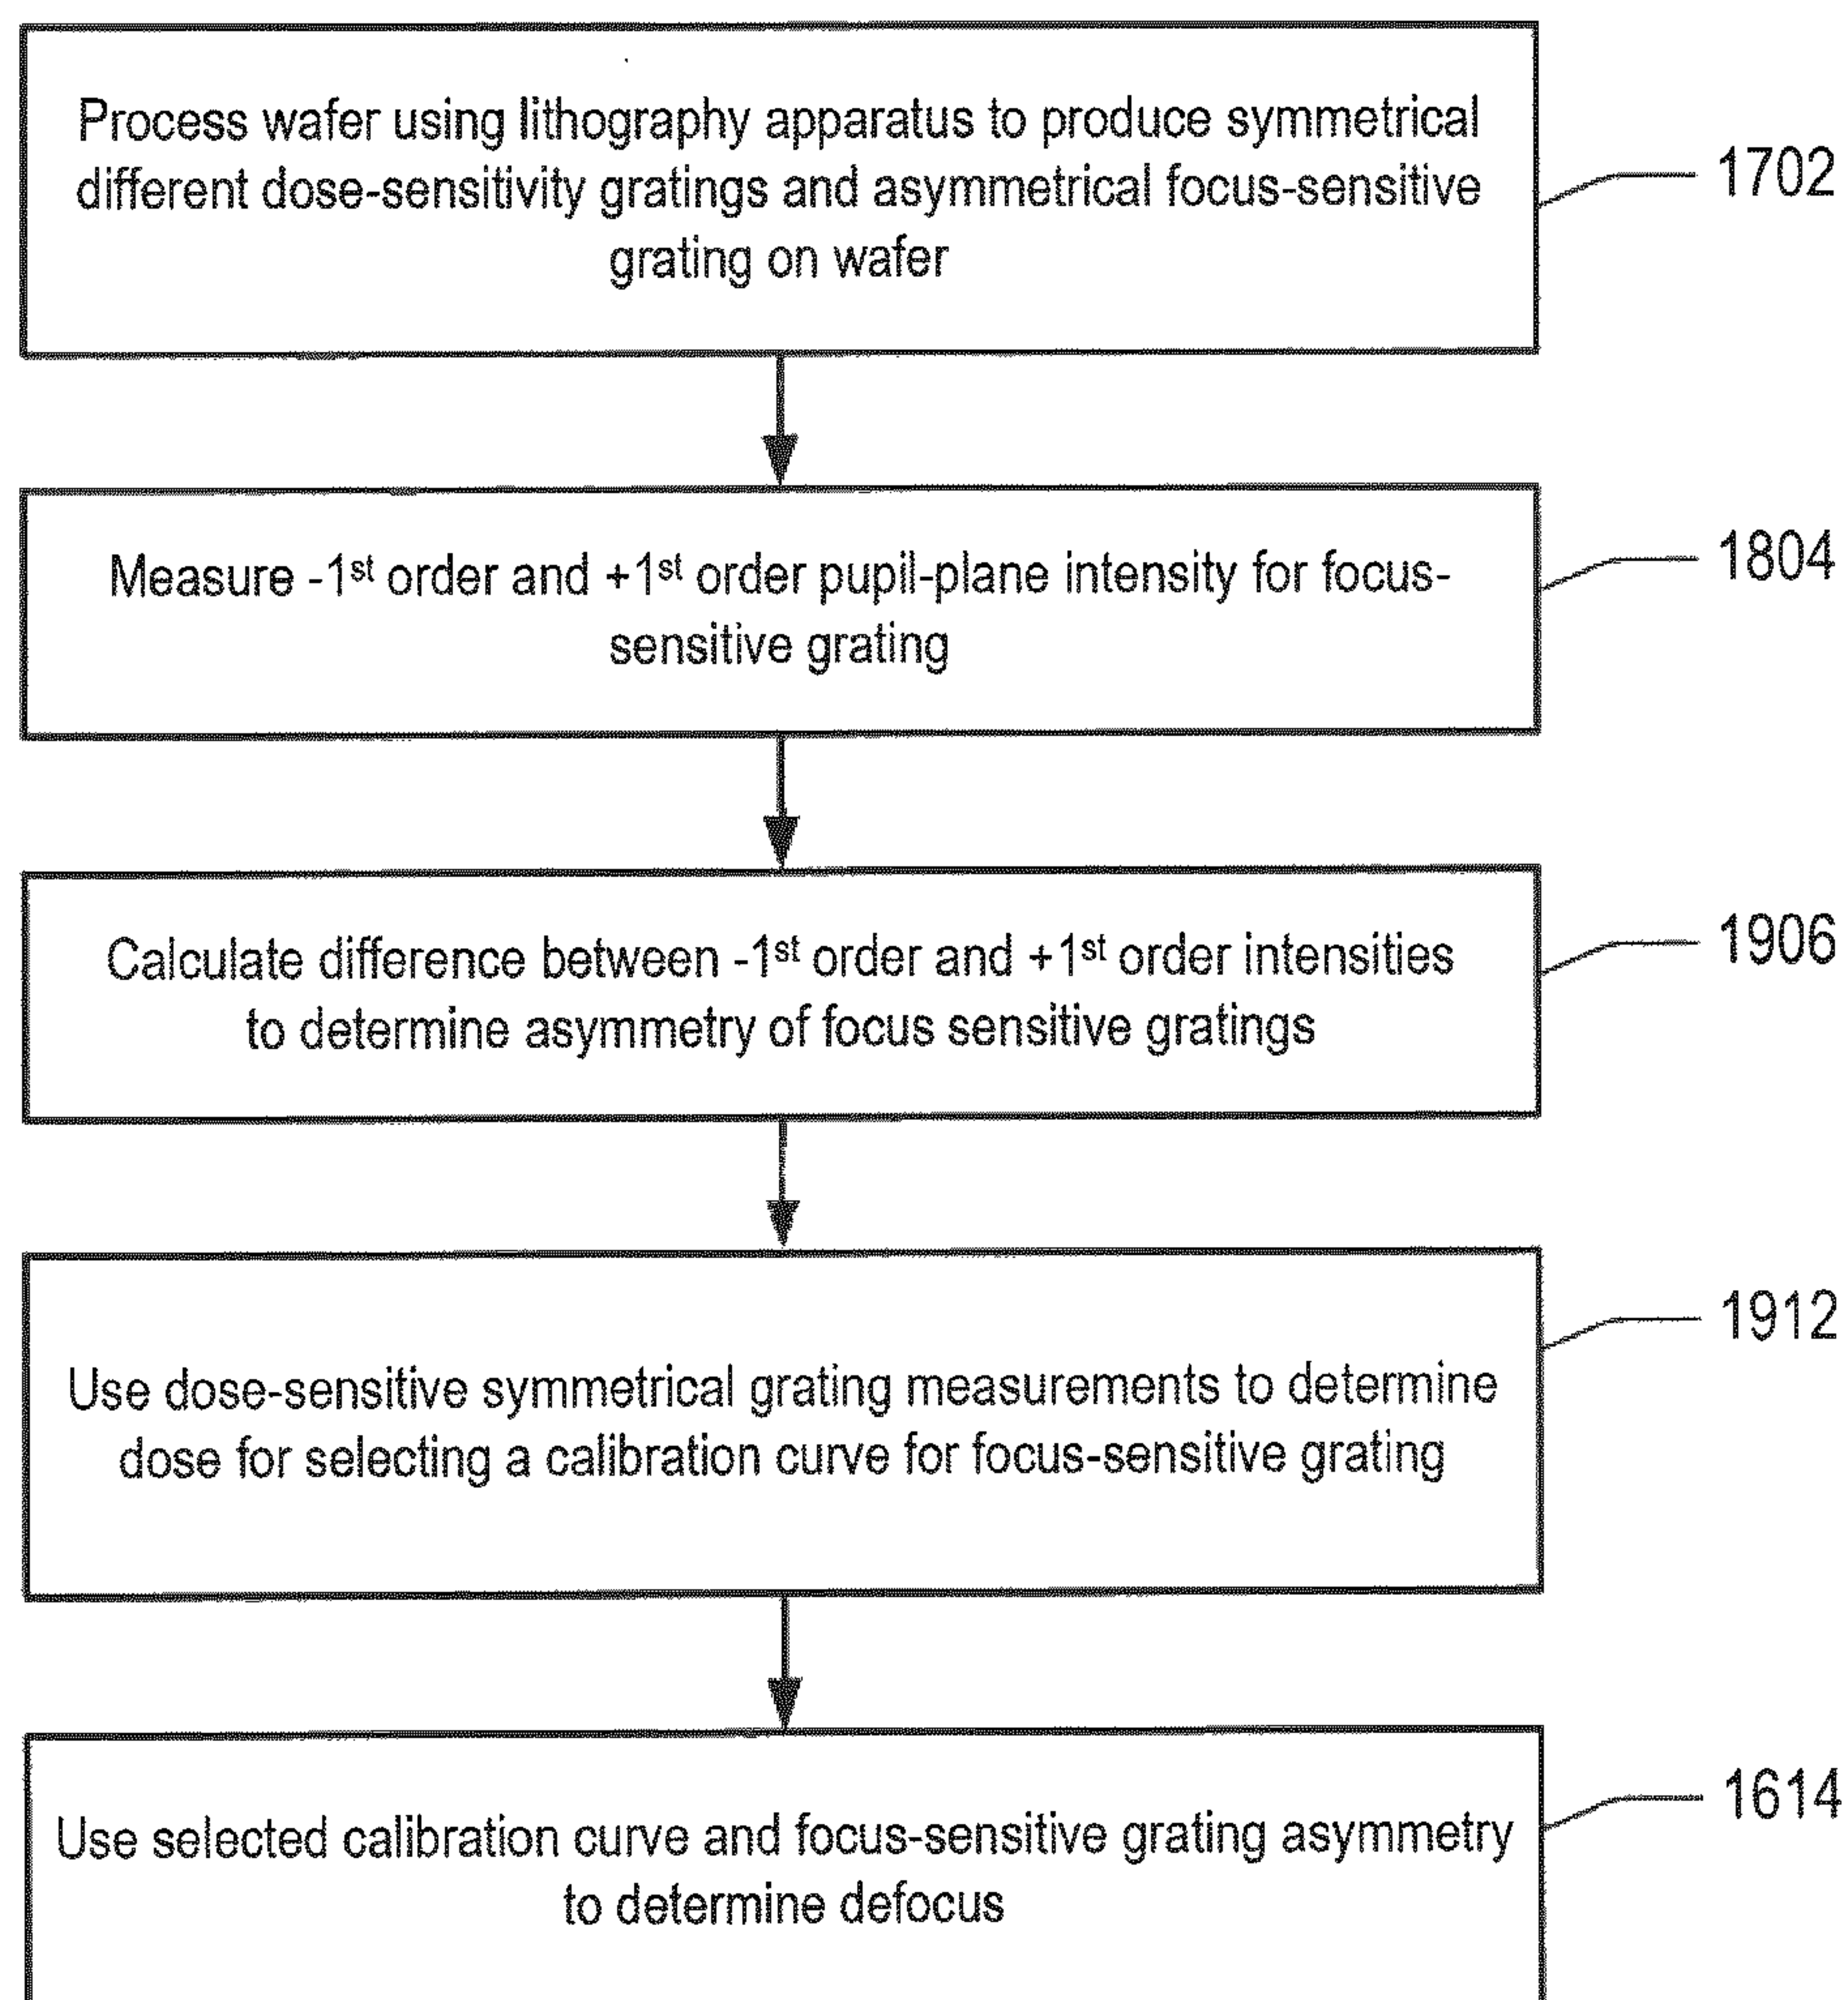 Process wafer using lithography apparatus to produce symmetrical
different dose-sensitivity gratings and asymmetrical focus-sensitive
grating on wafer
1702
Measure -1st order and +1st order pupil-plane intensity for focus-
sensitive grating
1804
Calculate difference between -1st order and +1st order intensities
to determine asymmetry of focus sensitive gratings
1906
Use dose-sensitive symmetrical grating measurements to determine
dose for selecting a calibration curve for focus-sensitive grating
1912
Use selected calibration curve and focus-sensitive grating asymmetry
to determine defocus
1614